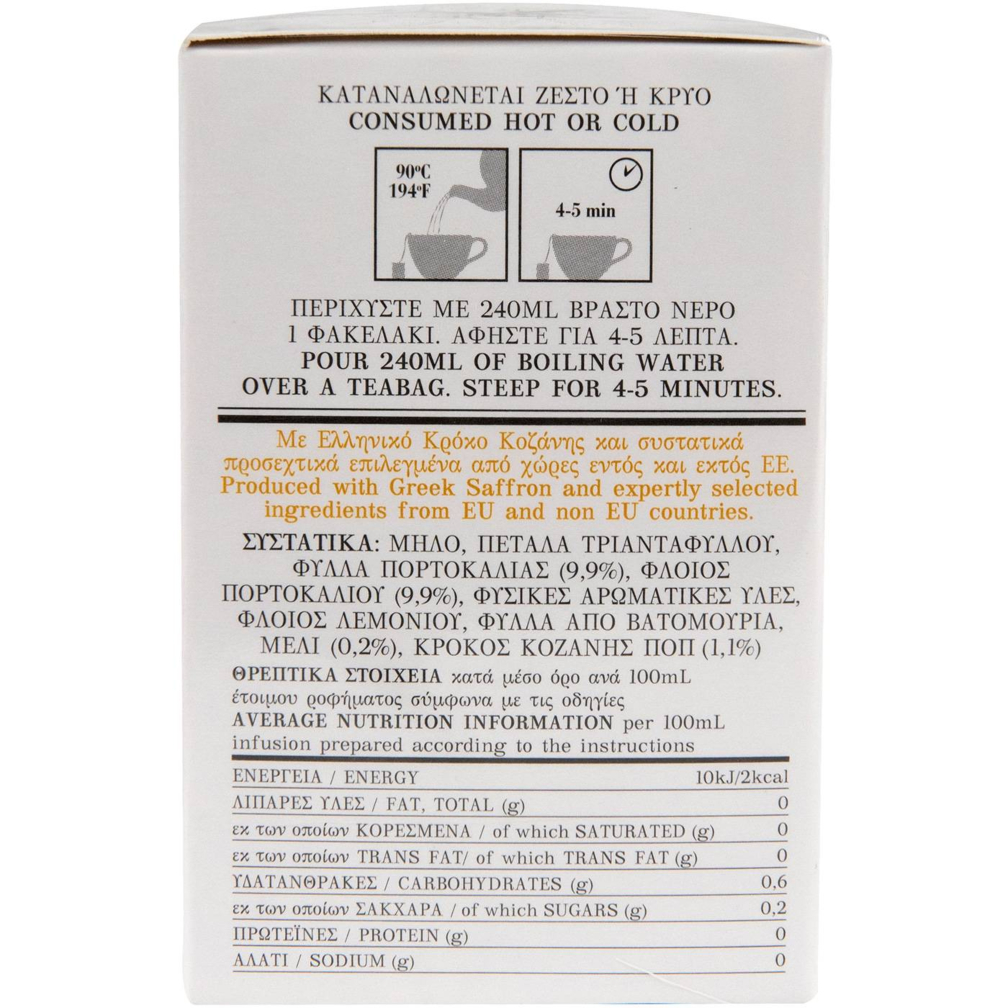 ΚΑΤΑΝΑΛΩΝΕΤΑΙ ΖΕΣΤΟ Ή ΚΡΥΟ
CONSUMED HOT OR COLD
90ºC
194ºF
4-5 min
ΠΕΡΙΧΥΣΤΕ ΜΕ 240ML ΒΡΑΣΤΟ ΝΕΡΟ
1 ΦΑΚΕΛΑΚΙ. ΑΦΗΣΤΕ ΓΙΑ 4-5 ΛΕΠΤΑ.
POUR 240ML OF BOILING WATER
OVER A TEABAG. STEEP FOR 4-5 MINUTES.
Με Ελληνικό Κρόκο Κοζάνης και συστατικά
προσεχτικά επιλεγμένα από χώρες εντός και εκτός ΕΕ.
Produced with Greek Saffron and expertly selected
ingredients from EU and non EU countries.
ΣΥΣΤΑΤΙΚΑ: ΜΗΛΟ, ΠΕΤΑΛΑ ΤΡΙΑΝΤΑΦΥΛΛΟΥ,
ΦΥΛΛΑ ΠΟΡΤΟΚΑΛΙΑΣ (9,9%), ΦΛΟΙΟΣ
ΠΟΡΤΟΚΑΛΙΟΥ (9,9%), ΦΥΣΙΚΕΣ ΑΡΩΜΑΤΙΚΕΣ ΥΛΕΣ,
ΦΛΟΙΟΣ ΛΕΜΟΝΙΟΥ, ΦΥΛΛΑ ΑΠΟ ΒΑΤΟΜΟΥΡΙΑ,
ΜΕΛΙ (0,2%), ΚΡΟΚΟΣ ΚΟΖΑΝΗΣ ΠΟΠ (1,1%)
ΘΡΕΠΤΙΚΑ ΣΤΟΙΧΕΙΑ κατά μέσο όρο ανά 100mL
έτοιμου ροφήματος σύμφωνα με τις οδηγίες
AVERAGE NUTRITION INFORMATION per 100mL
infusion prepared according to the instructions
ΕΝΕΡΓΕΙΑ / ENERGY 10kJ/2kcal
ΛΙΠΑΡΕΣ ΥΛΕΣ / FAT, TOTAL (g) 0
εκ των οποίων ΚΟΡΕΣΜΕΝΑ / of which SATURATED (g) 0
εκ των οποίων TRANS FAT/ of which TRANS FAT (g) 0
ΥΔΑΤΑΝΘΡΑΚΕΣ / CARBOHYDRATES (g) 0,6
εκ των οποίων ΣΑΚΧΑΡΑ / of which SUGARS (g) 0,2
ΠΡΩΤΕΪΝΕΣ / PROTEIN (g) 0
ΑΛΑΤΙ / SODIUM (g) 0